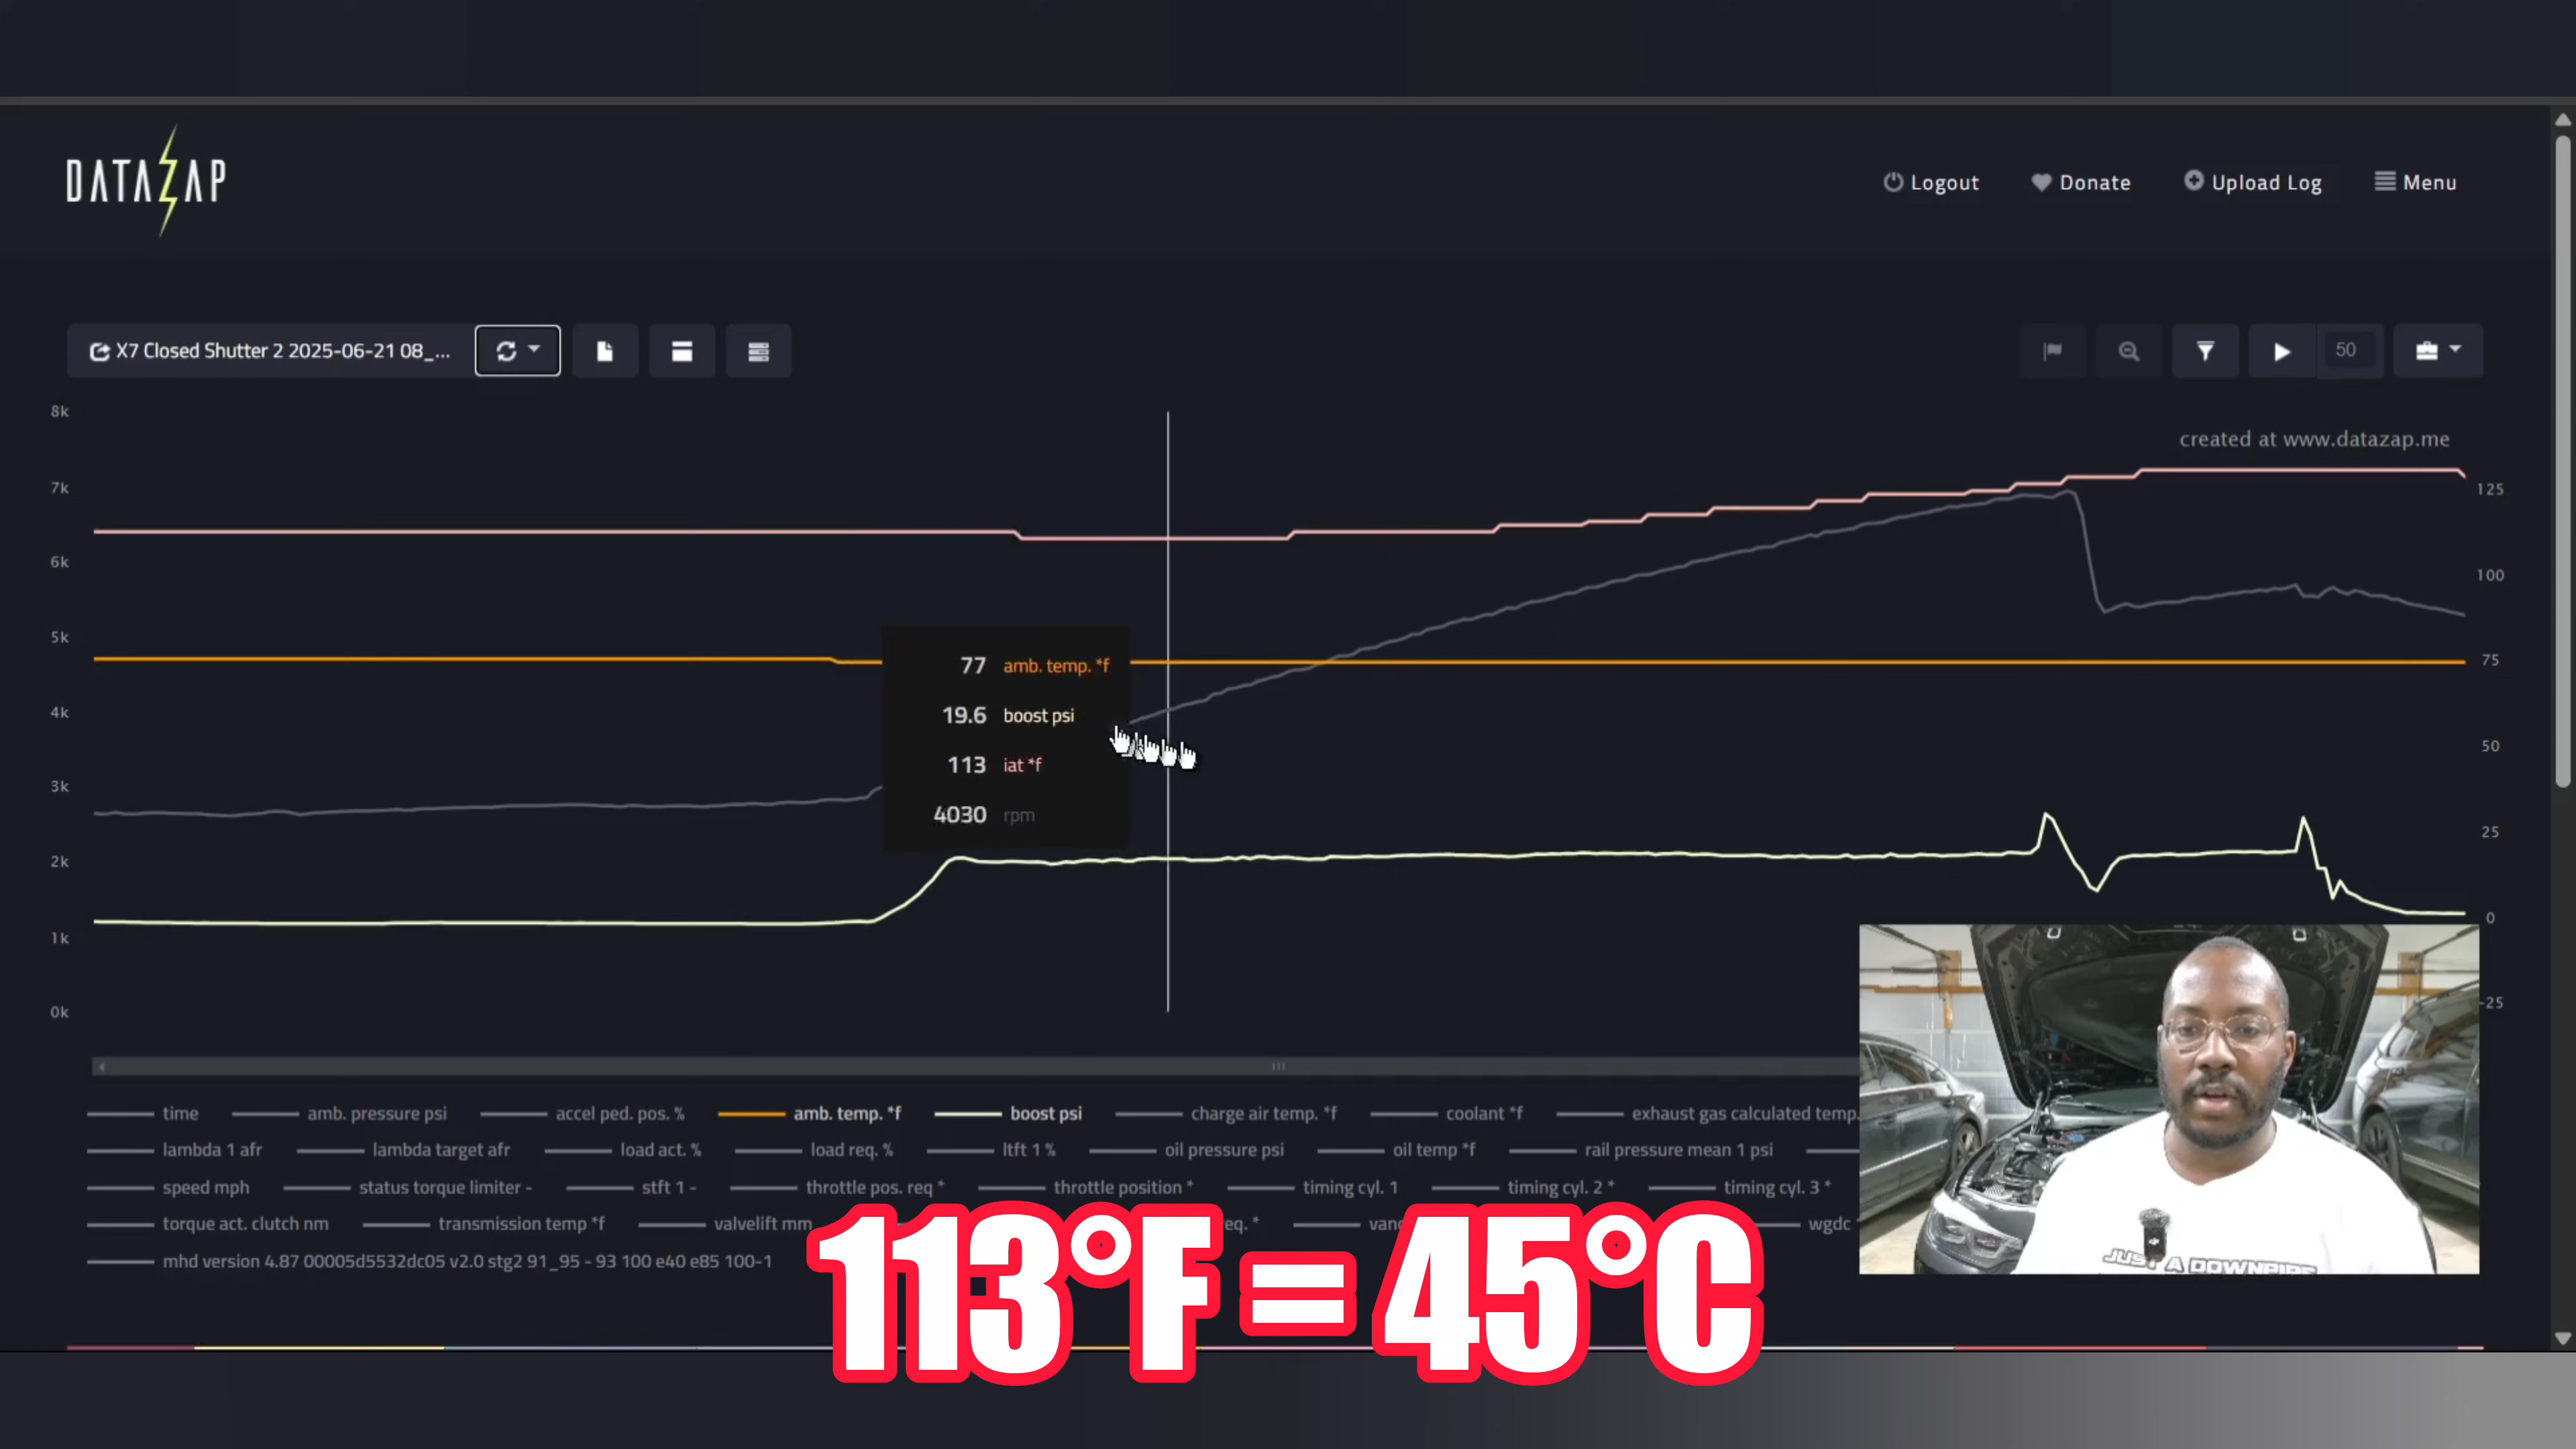 DATAZAP
Logout Donate Upload Log Menu
X7 Closed Shutter 2 2025-06-21 08_...
50
created at www.datazap.me
8k
7k
6k
5k
4k
3k
2k
1k
0k
125
100
75
50
25
0
-25
77 amb. temp. *f
19.6 boost psi
113 iat *f
4030 rpm
time amb. pressure psi accel ped. pos. % amb. temp. *f boost psi charge air temp. *f coolant *f exhaust gas calculated temp.
lambda 1 afr lambda target afr load act. % load req. % ltft 1 % oil pressure psi oil temp *f rail pressure mean 1 psi
speed mph status torque limiter - stft 1 - throttle pos. req * throttle position * timing cyl. 1 timing cyl. 2 * timing cyl. 3 *
torque act. clutch nm transmission temp *f valvelift mm eq. * wgdc
mhd version 4.87 00005d5532dc05 v2.0 stg2 91_95 - 93 100 e40 e85 100-1
JUST A DOWNPIPE
113°F = 45°C